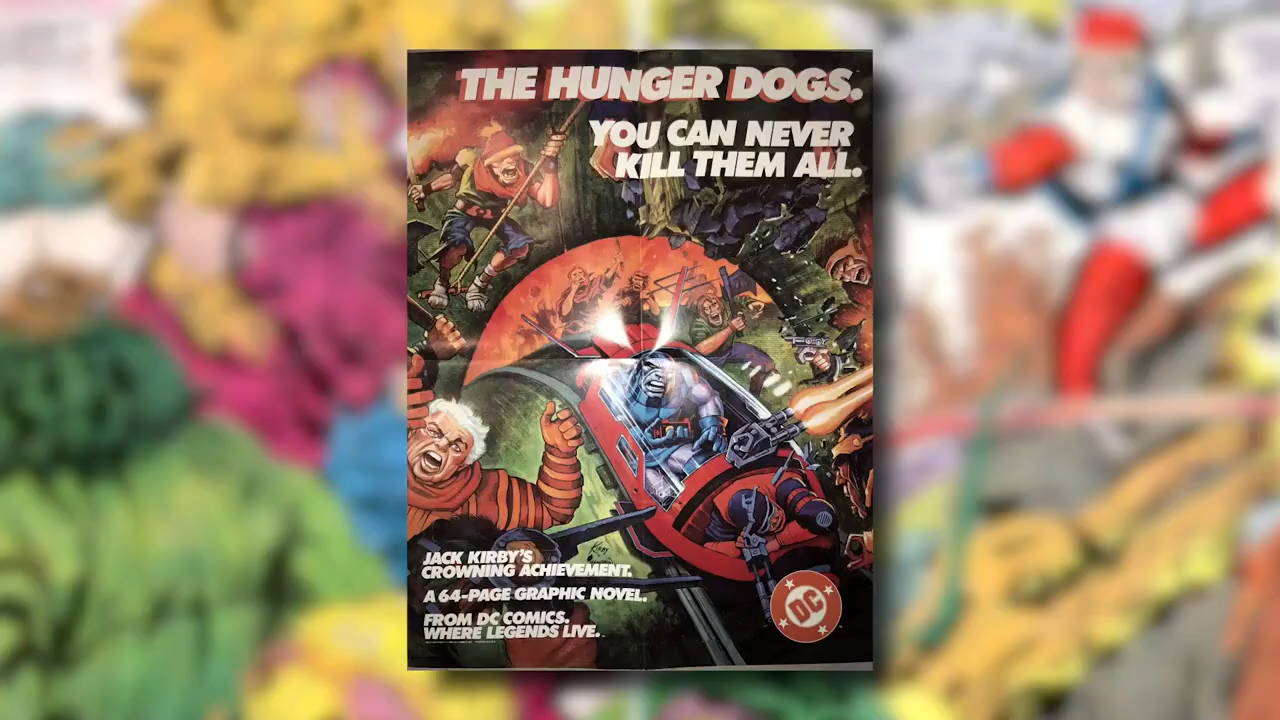 THE HUNGER DOGS.
YOU CAN NEVER
KILL THEM ALL.
Kirby
JACK KIRBY'S
CROWNING ACHIEVEMENT.
A 64-PAGE GRAPHIC NOVEL.
FROM DC COMICS.
WHERE LEGENDS LIVE.
DC